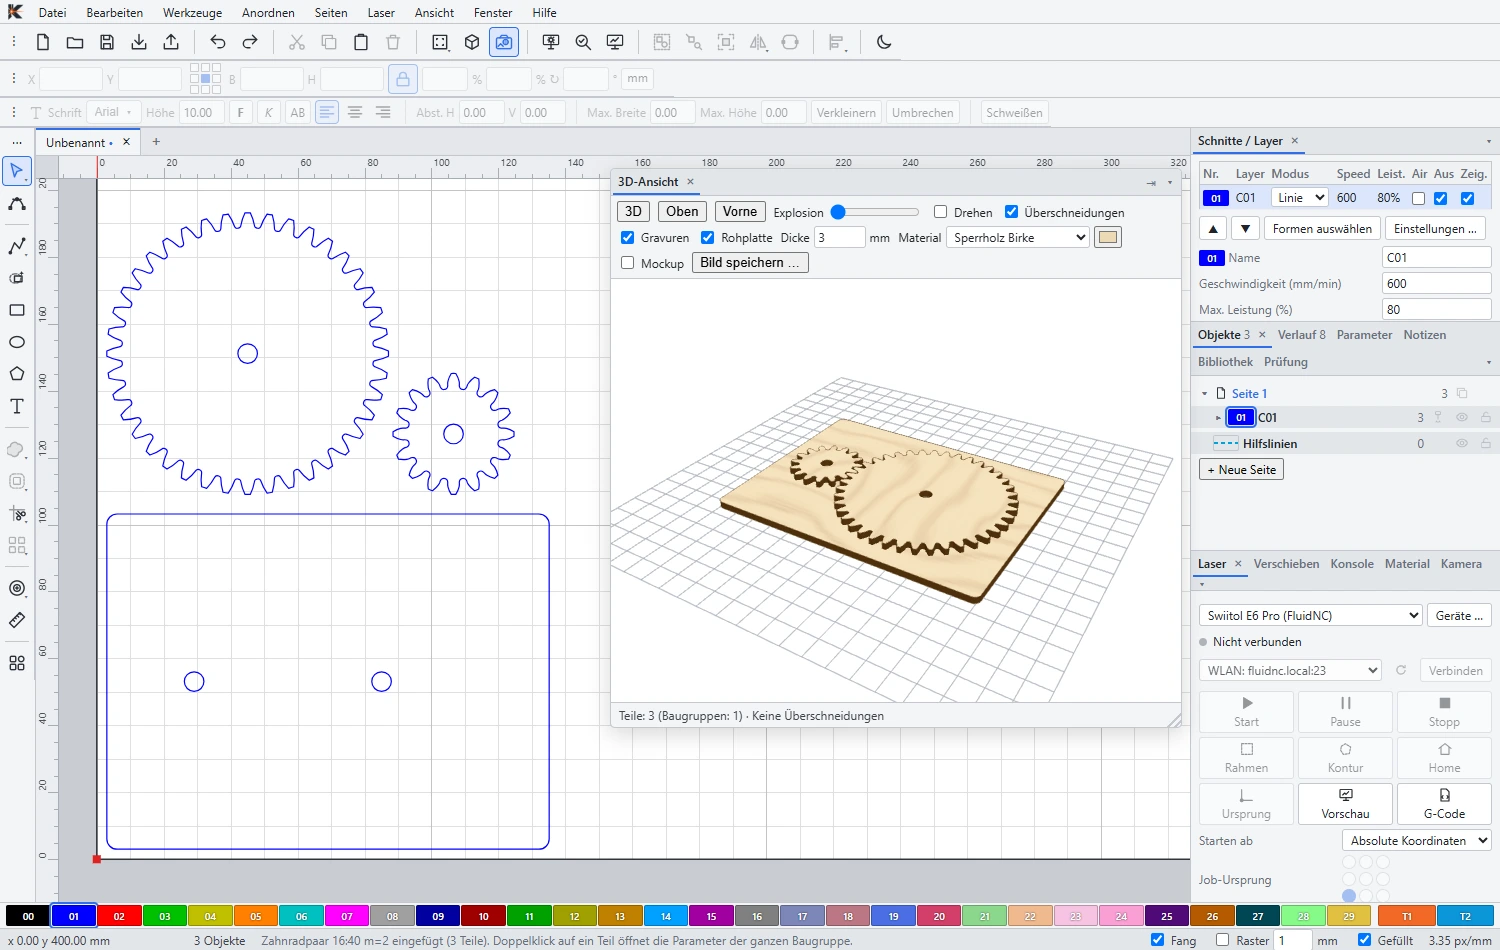 Datei Bearbeiten Werkzeuge Anordnen Seiten Laser Ansicht Fenster Hilfe
X Y B H % % ° mm
Schrift Arial Höhe 10.00 F K AB Abst. H 0.00 V 0.00 Max. Breite 0.00 Max. Höhe 0.00 Verkleinern Umbrechen Schweißen
Unbenannt • × +
0 20 40 60 80 100 120 140 160 180 200 220 240 260 280 300 320
20
180
160
140
120
100
80
60
40
20
0
3D-Ansicht ×
3D Oben Vorne Explosion Drehen Überschneidungen
Gravuren Rohplatte Dicke 3 mm Material Sperrholz Birke
Mockup Bild speichern ...
Teile: 3 (Baugruppen: 1) · Keine Überschneidungen
Schnitte / Layer ×
Nr. Layer Modus Speed Leist. Air Aus Zeig.
01 C01 Linie 600 80%
▲ ▼ Formen auswählen Einstellungen ...
01 Name C01
Geschwindigkeit (mm/min) 600
Max. Leistung (%) 80
Objekte 3 × Verlauf 8 Parameter Notizen
Bibliothek Prüfung
Seite 1 3
01 C01 3
Hilfslinien 0
+ Neue Seite
Laser × Verschieben Konsole Material Kamera
Swiitol E6 Pro (FluidNC) Geräte ...
Nicht verbunden
WLAN: fluidnc.local:23 Verbinden
Start Pause Stopp
Rahmen Kontur Home
Ursprung Vorschau G-Code
Starten ab Absolute Koordinaten
Job-Ursprung
00 01 02 03 04 05 06 07 08 09 10 11 12 13 14 15 16 17 18 19 20 21 22 23 24 25 26 27 28 29 T1 T2
x 0.00 y 400.00 mm 3 Objekte Zahnradpaar 16:40 m=2 eingefügt (3 Teile). Doppelklick auf ein Teil öffnet die Parameter der ganzen Baugruppe. Fang Raster 1 mm Gefüllt 3.35 px/mm